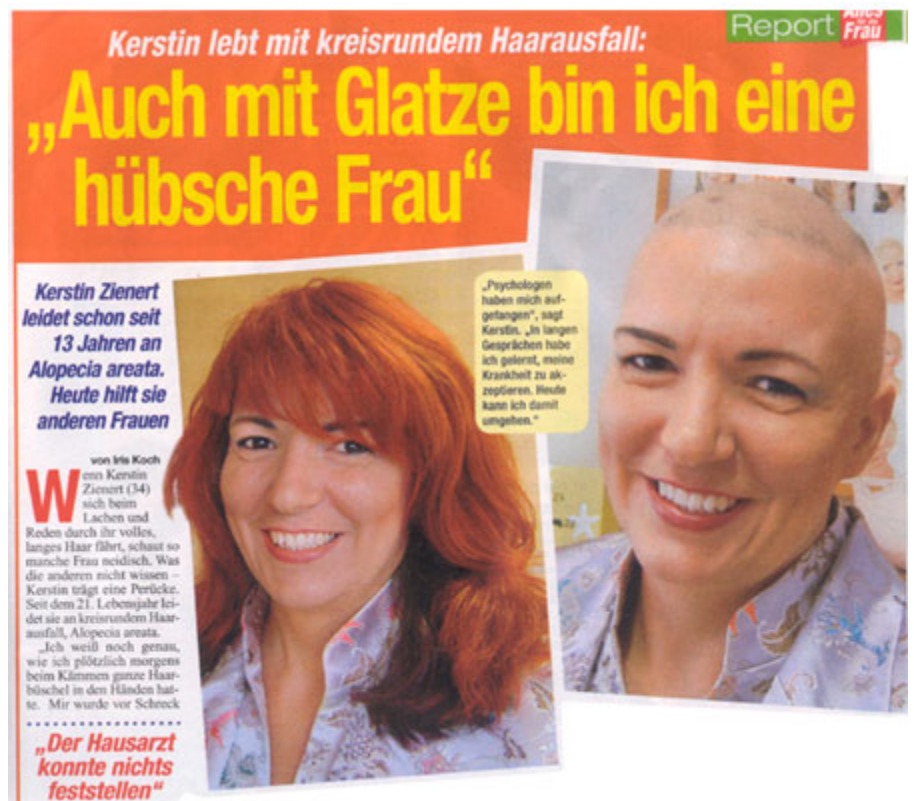 Report
Alles
für die
Frau
Kerstin lebt mit kreisrundem Haarausfall:
„Auch mit Glatze bin ich eine
hübsche Frau“
Kerstin Zienert
leidet schon seit
13 Jahren an
Alopecia areata.
Heute hilft sie
anderen Frauen
von Iris Koch
Wenn Kerstin
Zienert (34)
sich beim
Lachen und
Reden durch ihr volles,
langes Haar fährt, schaut so
manche Frau neidisch. Was
die anderen nicht wissen –
Kerstin trägt eine Perücke.
Seit dem 21. Lebensjahr lei-
det sie an kreisrundem Haar-
ausfall, Alopecia areata.
„Ich weiß noch genau,
wie ich plötzlich morgens
beim Kämmen ganze Haar-
büschel in den Händen hat-
te. Mir wurde vor Schreck
„Der Hausarzt
konnte nichts
feststellen“
„Psychologen
haben mich auf-
gefangen“, sagt
Kerstin. „In langen
Gesprächen habe
ich gelernt, meine
Krankheit zu ak-
zeptieren. Heute
kann ich damit
umgehen.“